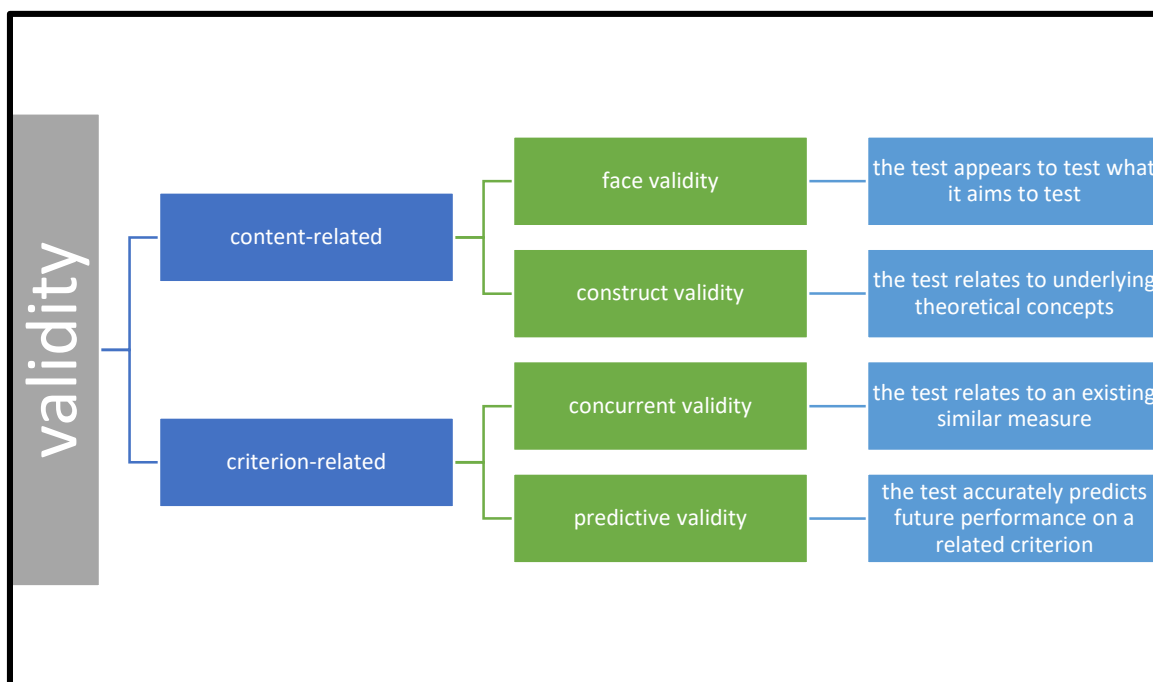 validity
content-related
face validity
the test appears to test what
it aims to test
construct validity
the test relates to underlying
theoretical concepts
criterion-related
concurrent validity
the test relates to an existing
similar measure
predictive validity
the test accurately predicts
future performance on a
related criterion